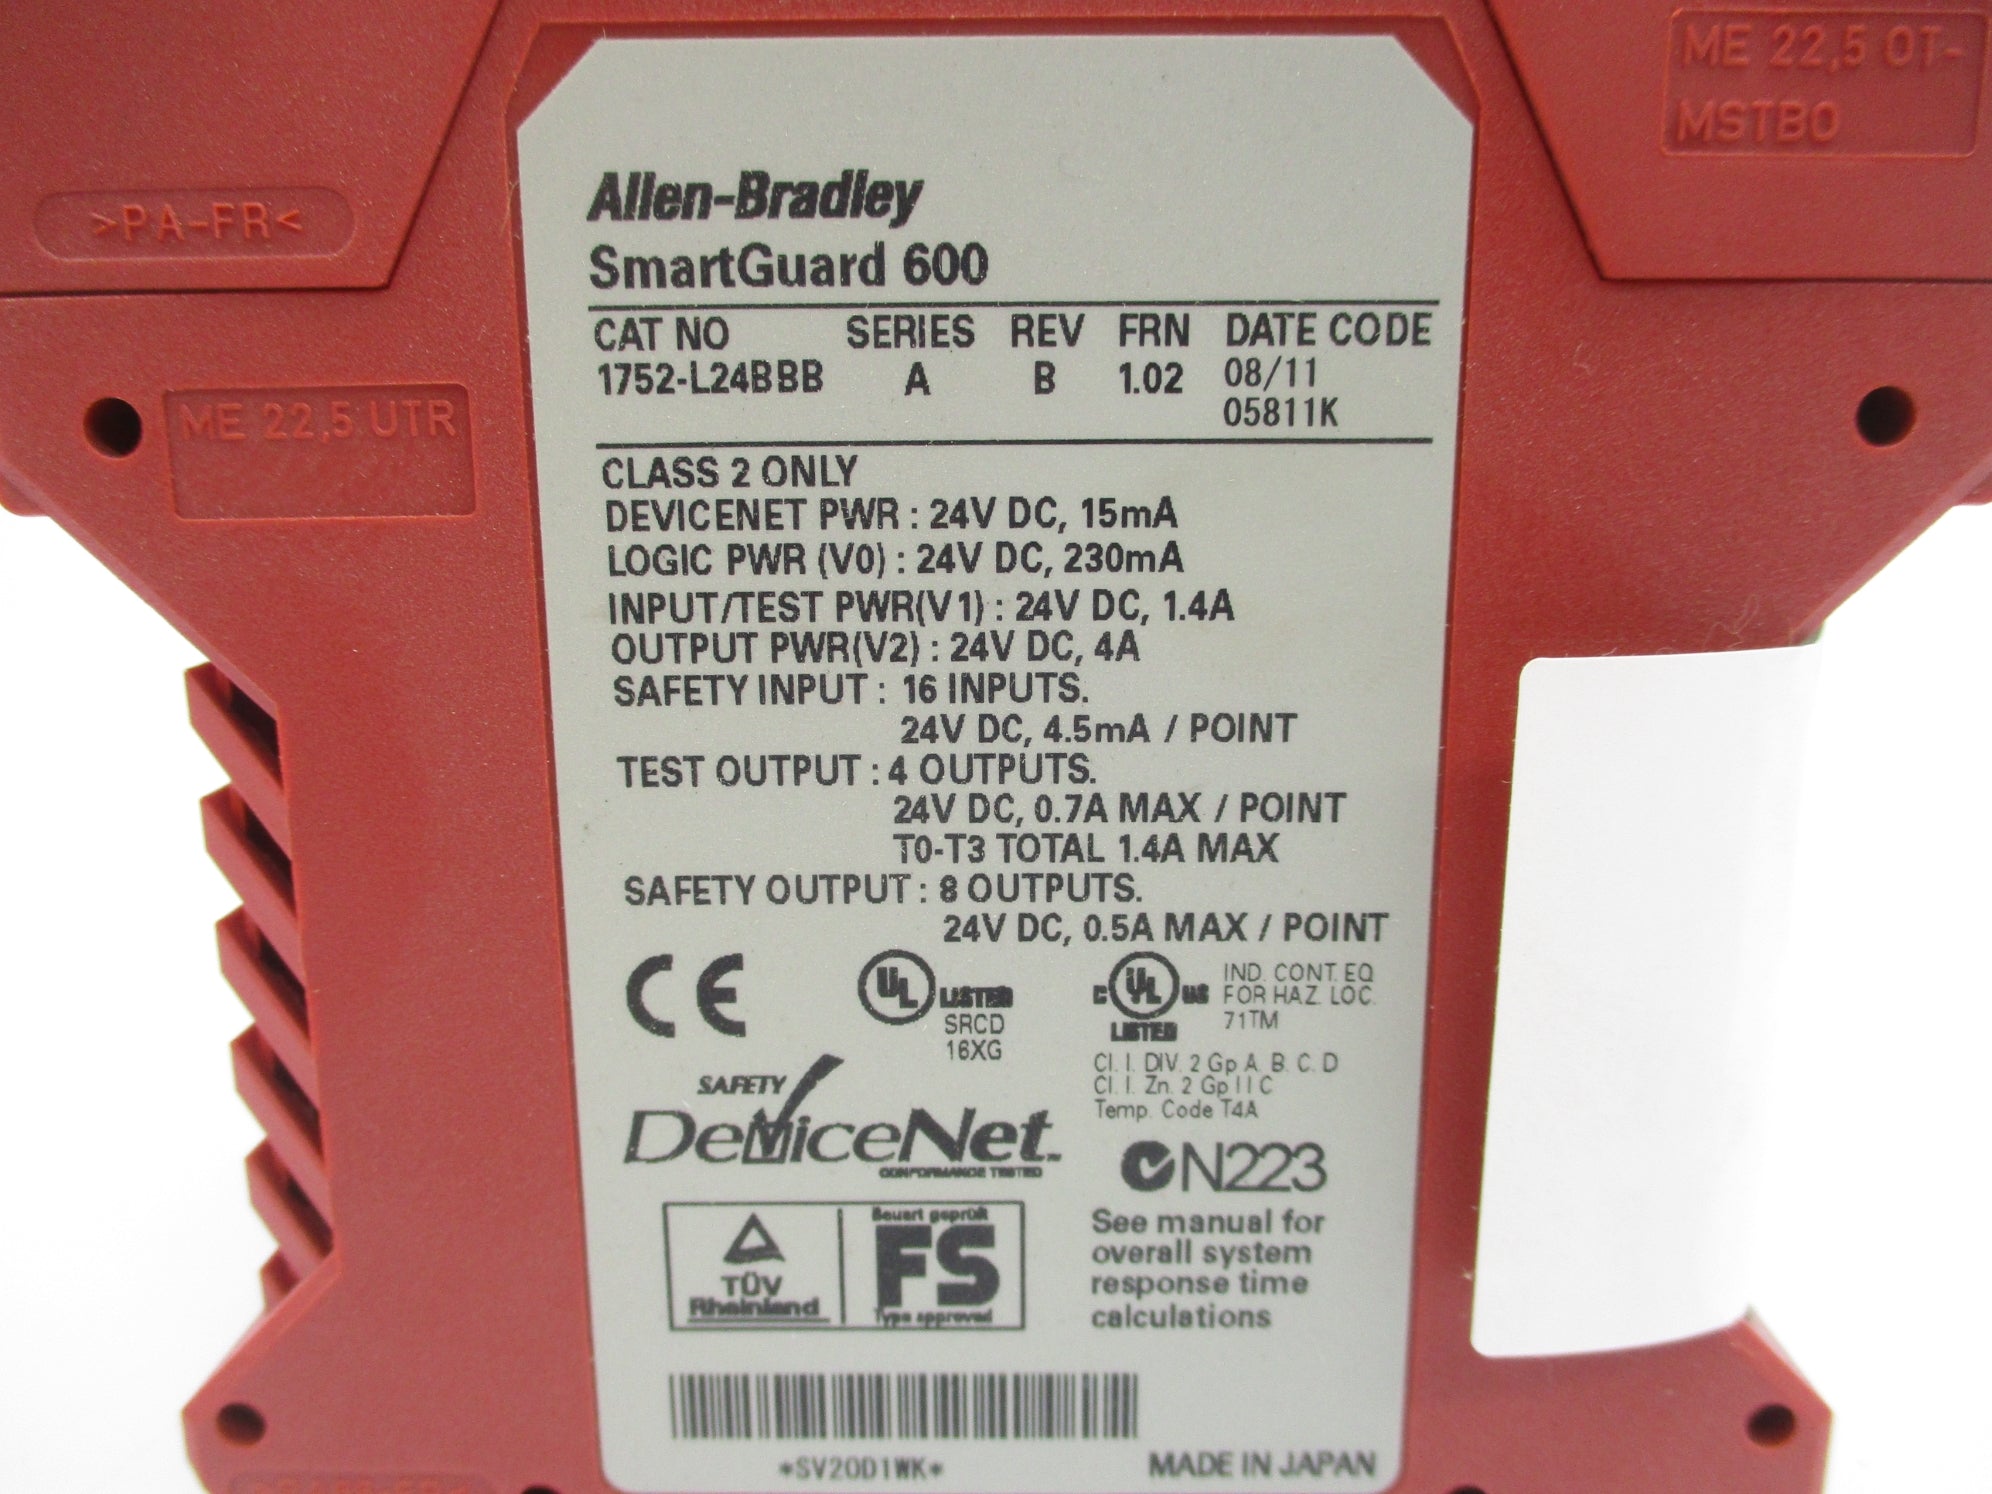 ME 22,5 OT-
MSTBO
>PA-FR<
ME 22,5 UTR
Allen-Bradley
SmartGuard 600
CAT NO SERIES REV FRN DATE CODE
1752-L24BBB A B 1.02 08/11
05811K
CLASS 2 ONLY
DEVICENET PWR : 24V DC, 15mA
LOGIC PWR (V0) : 24V DC, 230mA
INPUT/TEST PWR(V1) : 24V DC, 1.4A
OUTPUT PWR(V2) : 24V DC, 4A
SAFETY INPUT : 16 INPUTS.
24V DC, 4.5mA / POINT
TEST OUTPUT : 4 OUTPUTS.
24V DC, 0.7A MAX / POINT
T0-T3 TOTAL 1.4A MAX
SAFETY OUTPUT : 8 OUTPUTS.
24V DC, 0.5A MAX / POINT
CE
UL LISTED
SRCD
16XG
C UL US
LISTED
IND. CONT. EQ
FOR HAZ. LOC.
71TM
Cl. I. DIV. 2 Gp A. B. C. D
Cl. I. Zn. 2 Gp IIC
Temp. Code T4A
SAFETY
DeviceNet
CONFORMANCE TESTED
N223
TÜV
Rheinland
Bauart geprüft
FS
Type approved
See manual for
overall system
response time
calculations
*SV20D1WK*
MADE IN JAPAN